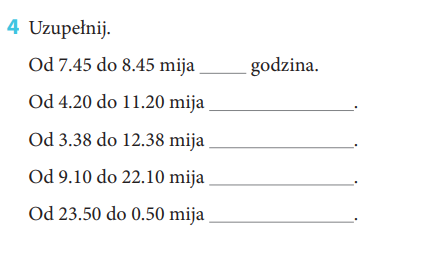 4 Uzupełnij.
Od 7.45 do 8.45 mija _____ godzina.
Od 4.20 do 11.20 mija _______________.
Od 3.38 do 12.38 mija _______________.
Od 9.10 do 22.10 mija _______________.
Od 23.50 do 0.50 mija _______________.